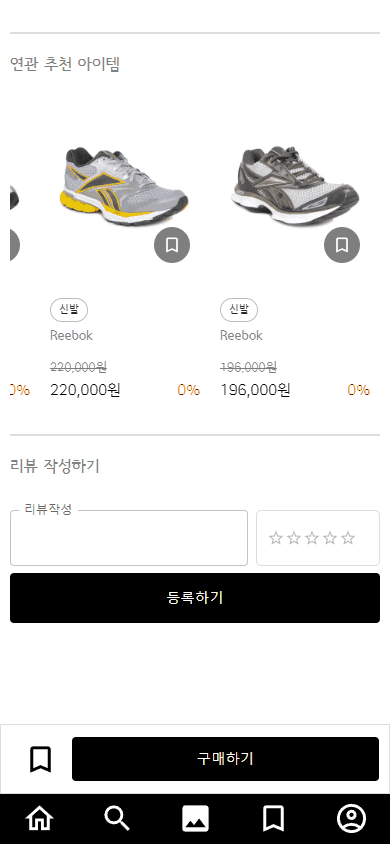 연관 추천 아이템
신발 신발
Reebok Reebok
220,000원 196,000원
0% 220,000원 0% 196,000원 0%
리뷰 작성하기
리뷰작성
등록하기
구매하기